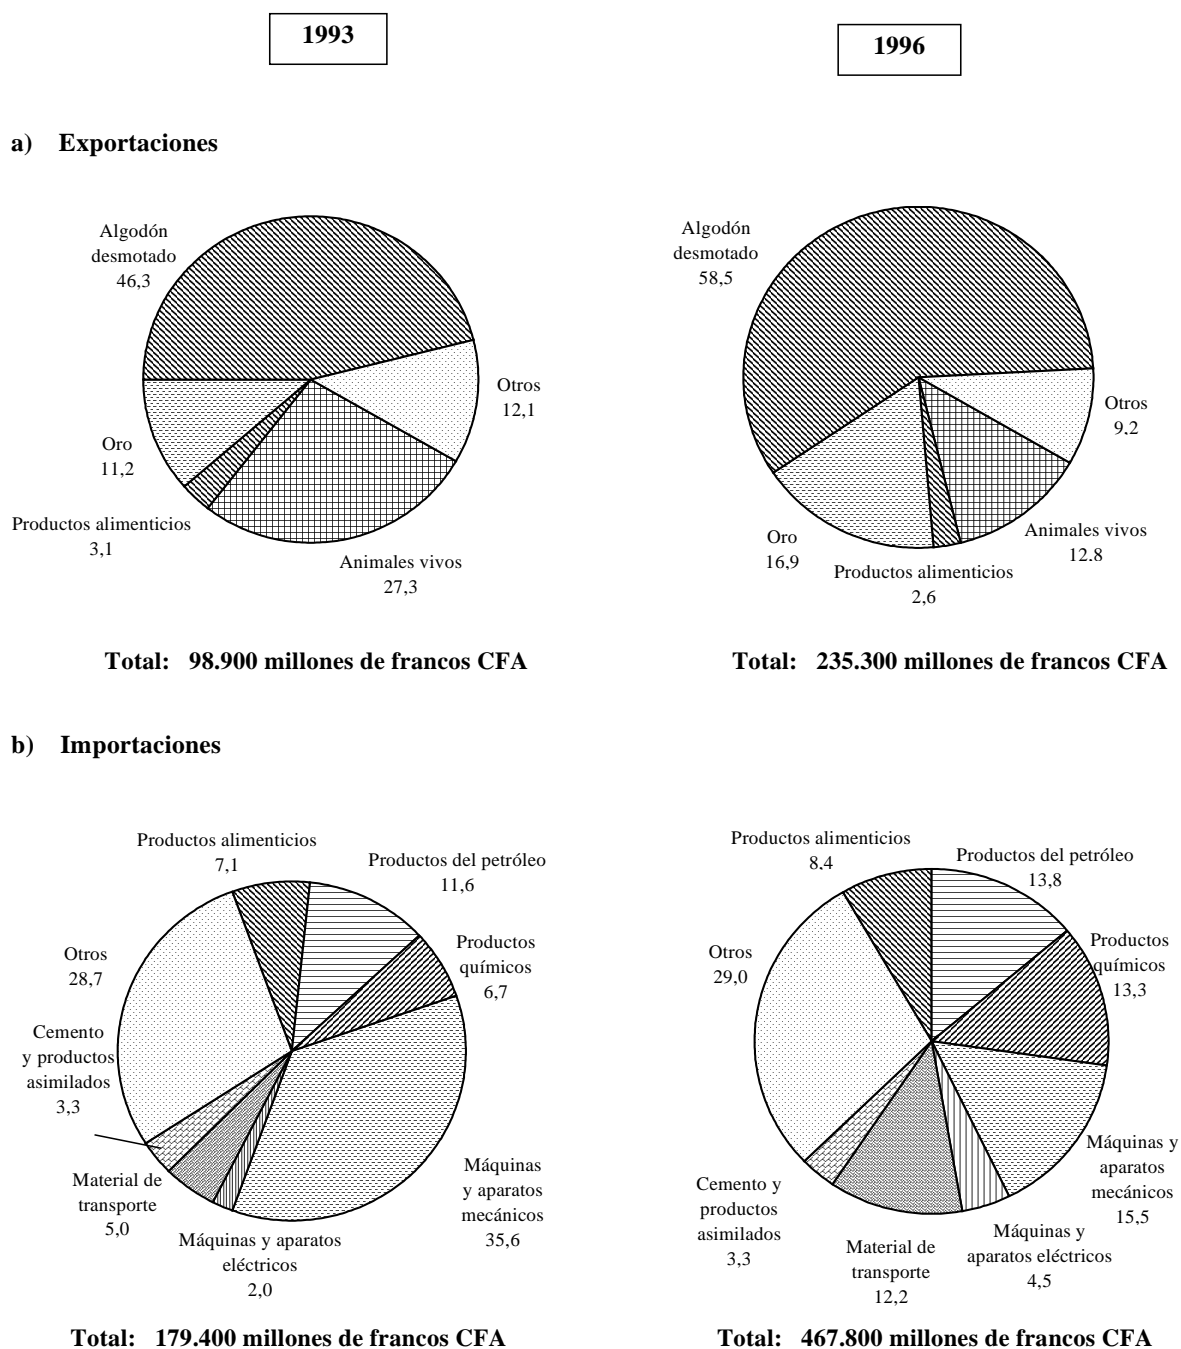 1993
1996
a) Exportaciones
Algodón
desmotado
46,3
Otros
12,1
Oro
11,2
Productos alimenticios
3,1
Animales vivos
27,3
Algodón
desmotado
58,5
Otros
9,2
Animales vivos
12.8
Oro
16,9
Productos alimenticios
2,6
Total: 98.900 millones de francos CFA
Total: 235.300 millones de francos CFA
b) Importaciones
Productos alimenticios
7,1
Productos del petróleo
11,6
Productos
químicos
6,7
Otros
28,7
Cemento
y productos
asimilados
3,3
Material de
transporte
5,0
Máquinas y aparatos
eléctricos
2,0
Máquinas
y aparatos
mecánicos
35,6
Productos alimenticios
8,4
Productos del petróleo
13,8
Productos
químicos
13,3
Otros
29,0
Máquinas y
aparatos
mecánicos
15,5
Cemento y
productos
asimilados
3,3
Material de
transporte
12,2
Máquinas y
aparatos eléctricos
4,5
Total: 179.400 millones de francos CFA
Total: 467.800 millones de francos CFA